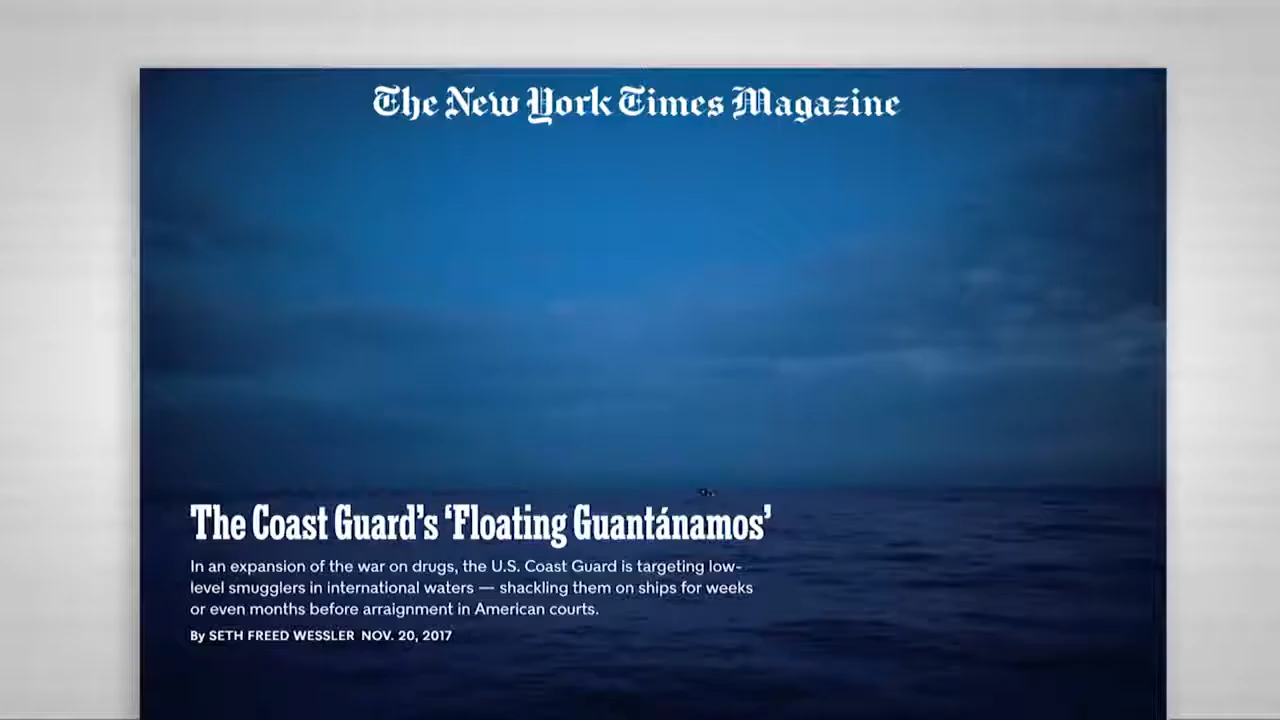 The New York Times Magazine
The Coast Guard's ‘Floating Guantánamos’
In an expansion of the war on drugs, the U.S. Coast Guard is targeting low-
level smugglers in international waters — shackling them on ships for weeks
or even months before arraignment in American courts.
By SETH FREED WESSLER NOV. 20, 2017